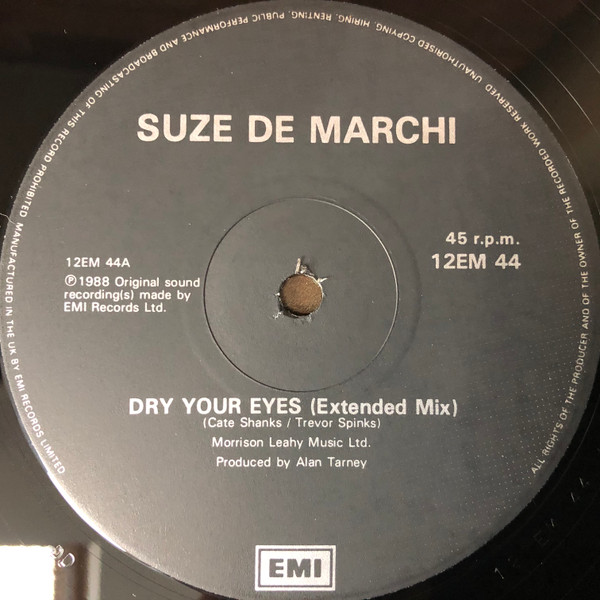 SUZE DE MARCHI
45 r.p.m.
12EM 44
12EM 44A
℗1988 Original sound
recording(s) made by
EMI Records Ltd.
DRY YOUR EYES (Extended Mix)
(Cate Shanks / Trevor Spinks)
Morrison Leahy Music Ltd.
Produced by Alan Tarney
EMI
ALL RIGHTS OF THE PRODUCER AND OF THE OWNER OF THE RECORDED WORK RESERVED UNAUTHORISED COPYING, HIRING, RENTING, PUBLIC PERFORMANCE AND BROADCASTING OF THIS RECORD PROHIBITED MANUFACTURED IN THE UK BY EMI RECORDS LIMITED